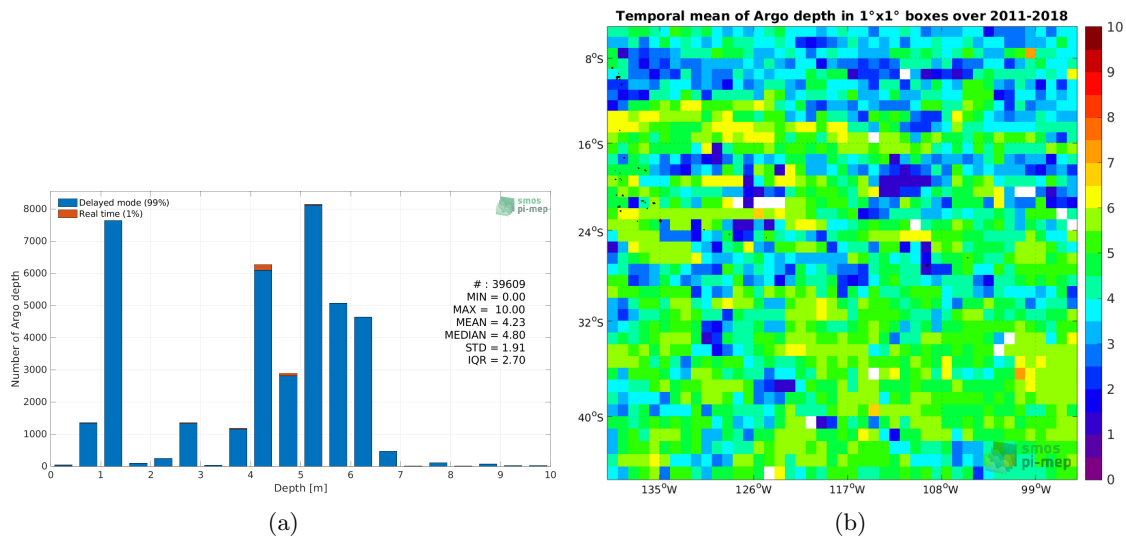 Delayed mode (99%)
Real time (1%)
smos
pi-mep
8000
7000
6000
5000
4000
3000
2000
1000
0
Number of Argo depth
# : 39609
MIN = 0.00
MAX = 10.00
MEAN = 4.23
MEDIAN = 4.80
STD = 1.91
IQR = 2.70
0 1 2 3 4 5 6 7 8 9 10
Depth [m]
(a)
Temporal mean of Argo depth in 1°x1° boxes over 2011-2018
8°S
16°S
24°S
32°S
40°S
135°W 126°W 117°W 108°W 99°W
smos
pi-mep
10
9
8
7
6
5
4
3
2
1
0
(b)